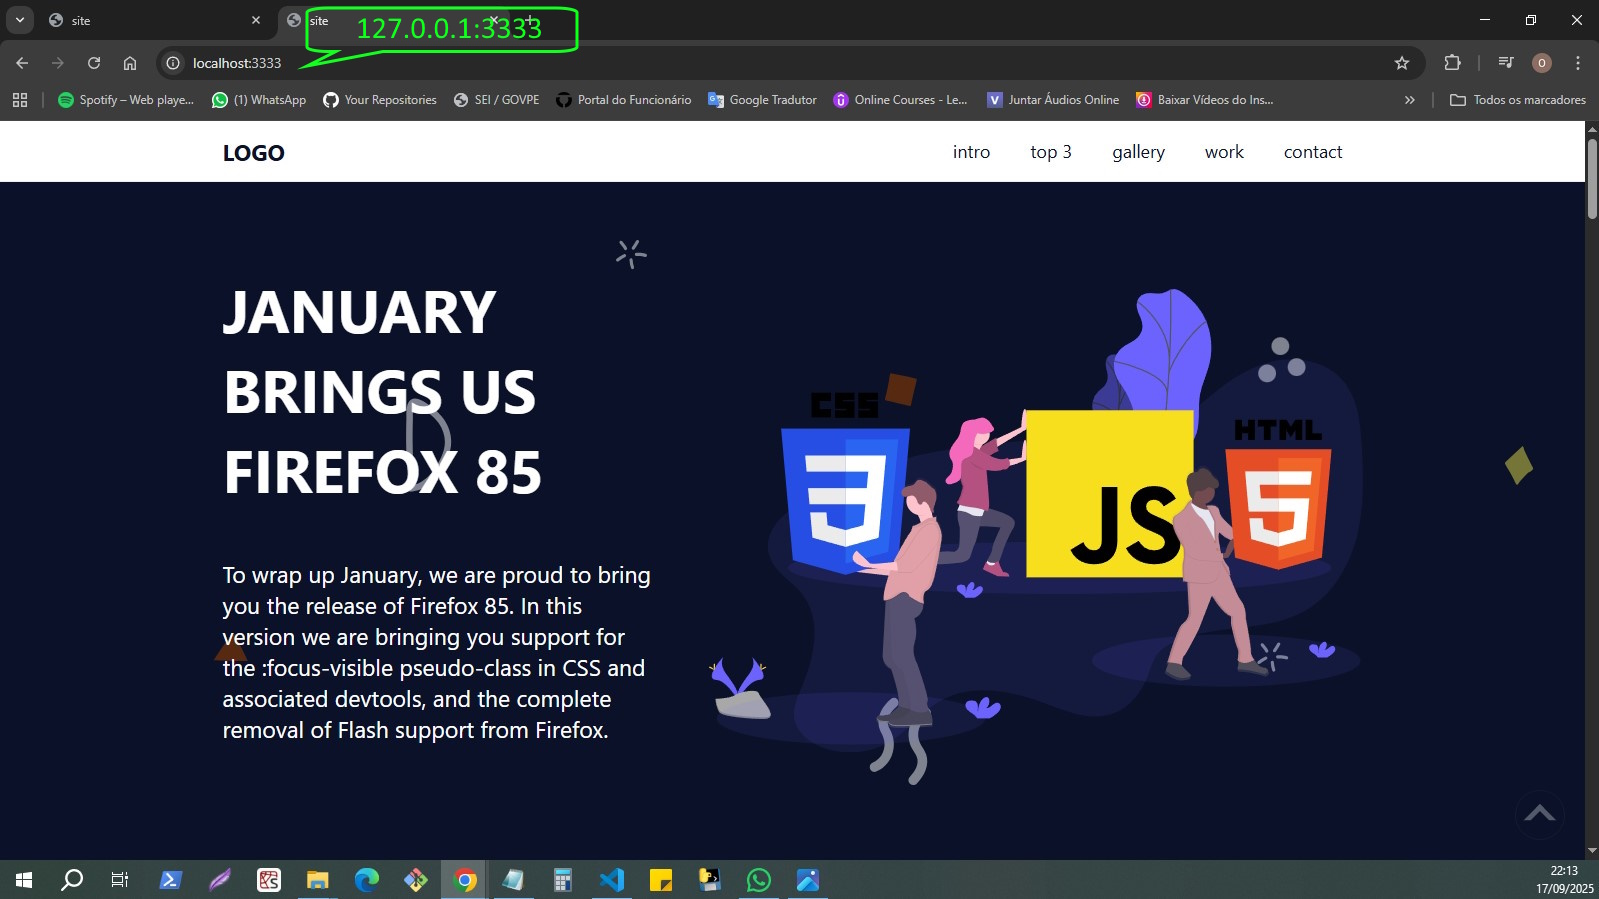 site
site
127.0.0.1:3333
localhost:3333
Spotify – Web playe...
(1) WhatsApp
Your Repositories
SEI / GOVPE
Portal do Funcionário
Google Tradutor
Online Courses - Le...
Juntar Áudios Online
Baixar Vídeos do Ins...
Todos os marcadores
LOGO
intro
top 3
gallery
work
contact
JANUARY
BRINGS US
FIREFOX 85
To wrap up January, we are proud to bring
you the release of Firefox 85. In this
version we are bringing you support for
the :focus-visible pseudo-class in CSS and
associated devtools, and the complete
removal of Flash support from Firefox.
CSS
3
JS
HTML
5
22:13
17/09/2025